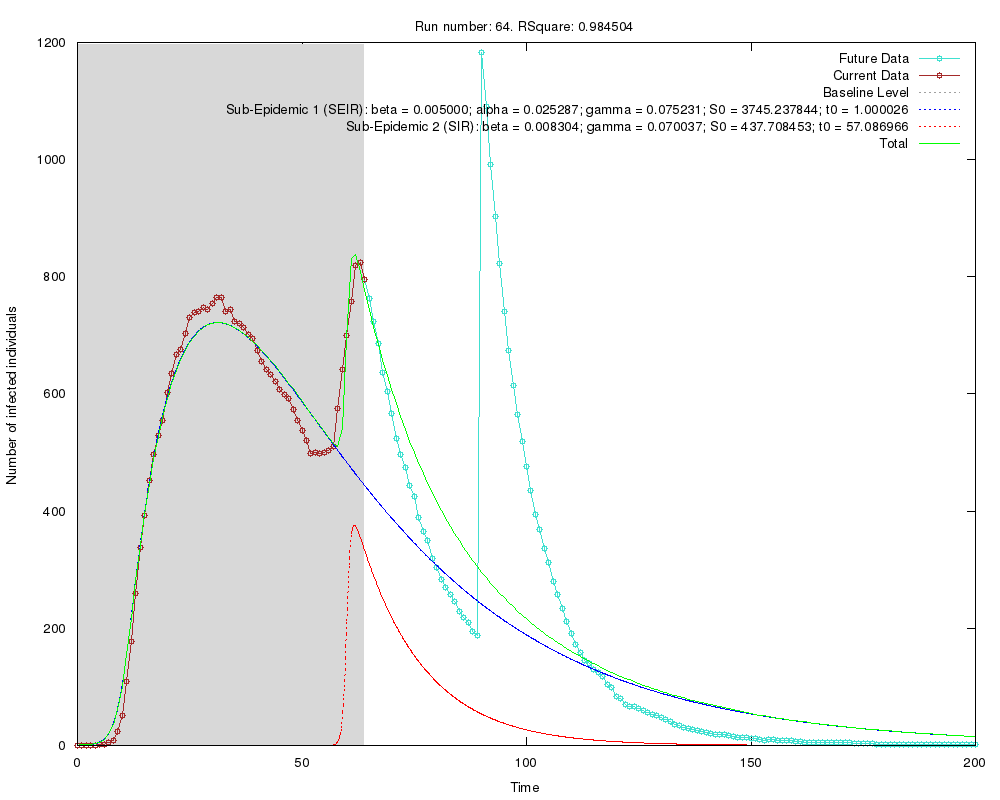 Run number: 64. RSquare: 0.984504
1200
1000
800
600
400
200
0
Number of infected individuals
Future Data
Current Data
Baseline Level
Sub-Epidemic 1 (SEIR): beta = 0.005000; alpha = 0.025287; gamma = 0.075231; S0 = 3745.237844; t0 = 1.000026
Sub-Epidemic 2 (SIR): beta = 0.008304; gamma = 0.070037; S0 = 437.708453; t0 = 57.086966
Total
0 50 100 150 200
Time